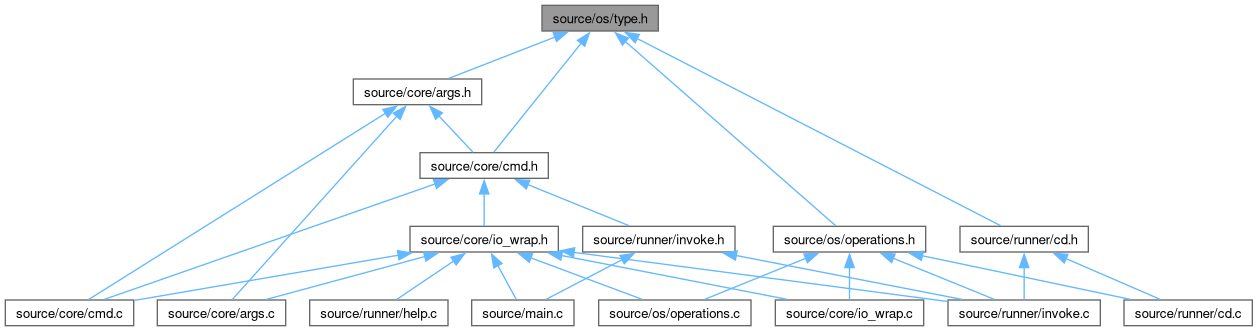 source/os/type.h
source/core/args.h
source/core/cmd.h
source/core/io_wrap.h
source/runner/invoke.h
source/os/operations.h
source/runner/cd.h
source/core/cmd.c
source/core/args.c
source/runner/help.c
source/main.c
source/os/operations.c
source/core/io_wrap.c
source/runner/invoke.c
source/runner/cd.c